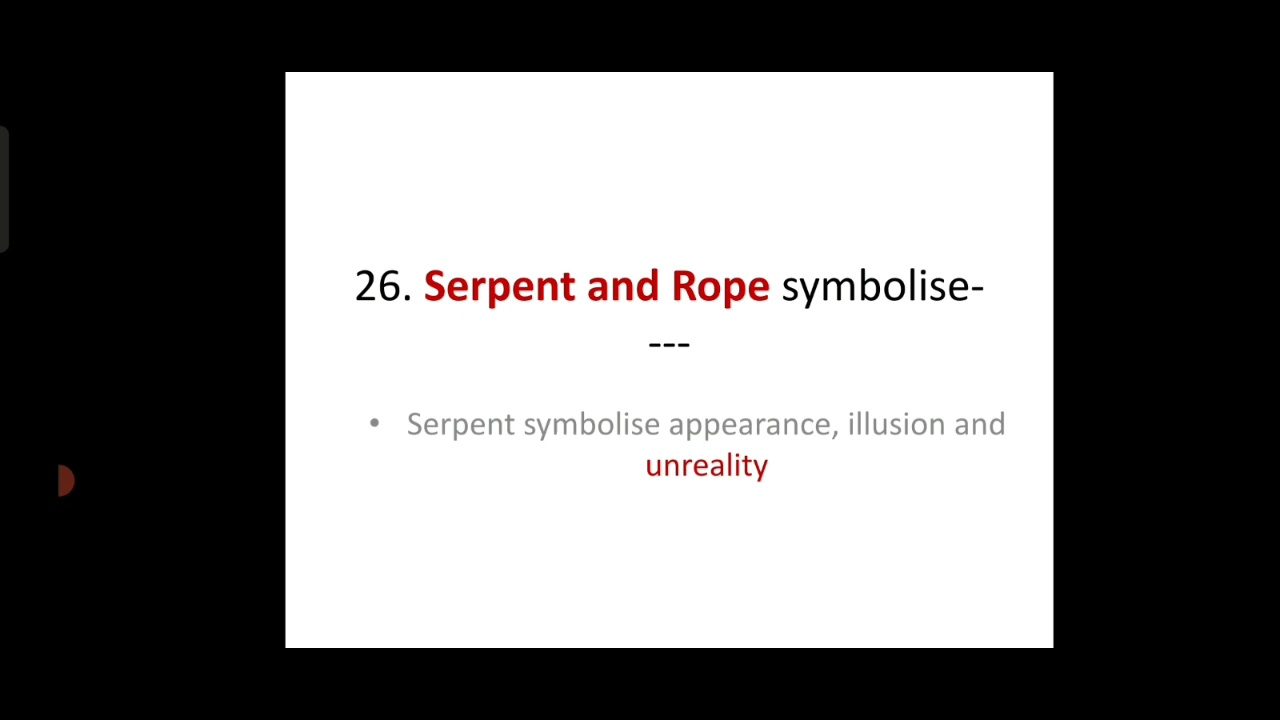 26. Serpent and Rope symbolise-
---
• Serpent symbolise appearance, illusion and
unreality